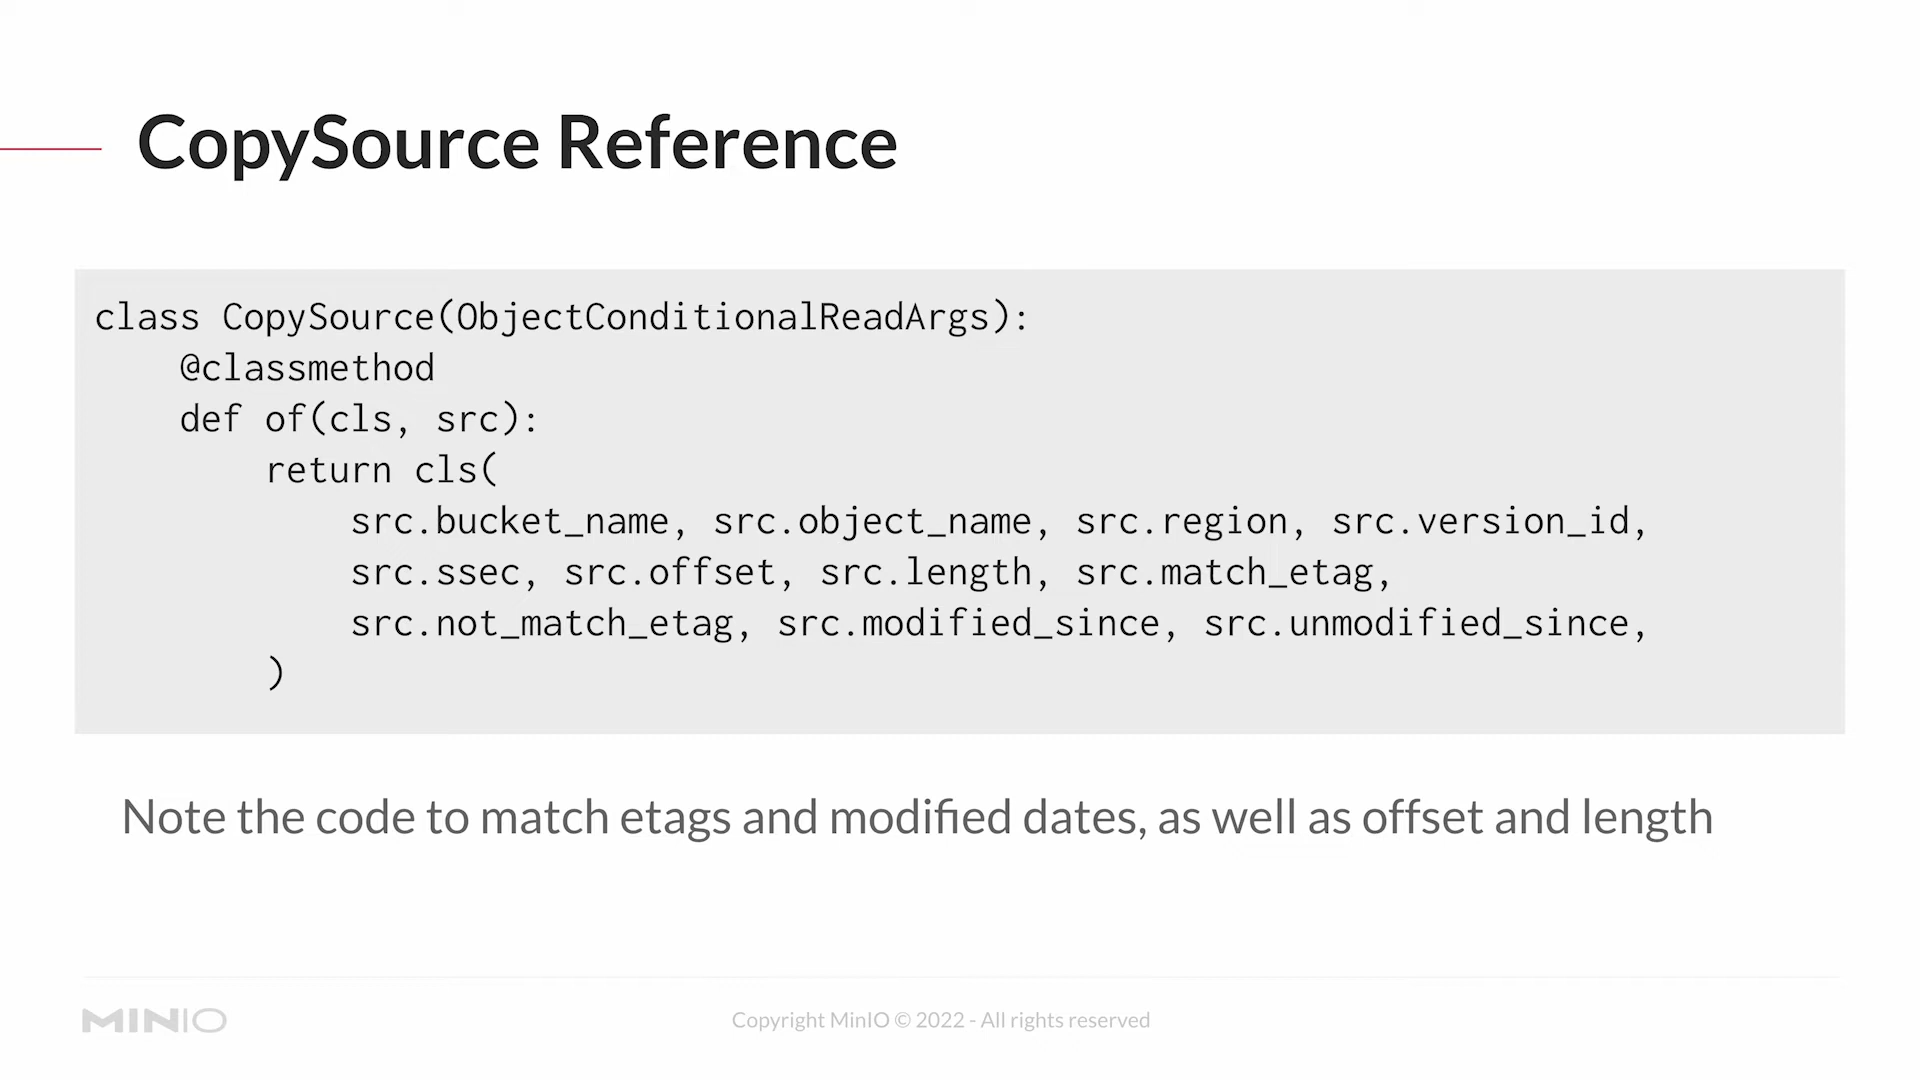 CopySource Reference
class CopySource(ObjectConditionalReadArgs):
    @classmethod
    def of(cls, src):
        return cls(
            src.bucket_name, src.object_name, src.region, src.version_id,
            src.ssec, src.offset, src.length, src.match_etag,
            src.not_match_etag, src.modified_since, src.unmodified_since,
        )
Note the code to match etags and modified dates, as well as offset and length
MINIO
Copyright MinIO © 2022 - All rights reserved